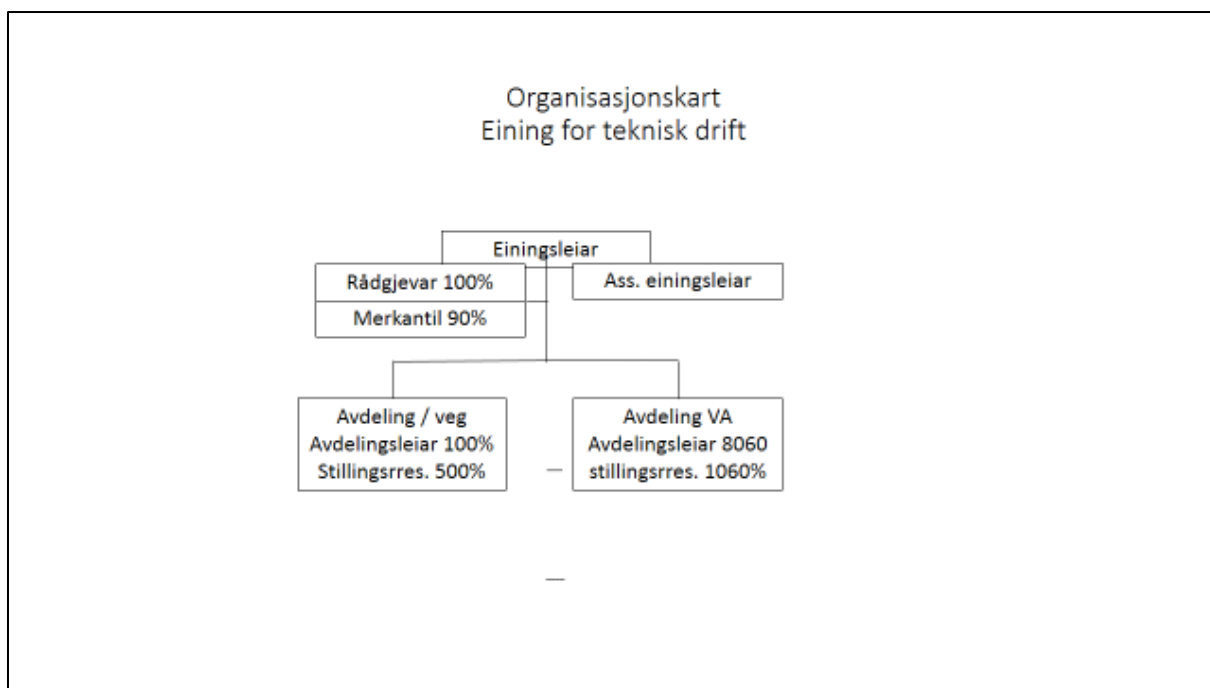 Organisasjonskart
Eining for teknisk drift
Einingsleiar
Rådgjevar 100%
Ass. einingsleiar
Merkantil 90%
Avdeling / veg
Avdelingsleiar 100%
Stillingsrres. 500%
Avdeling VA
Avdelingsleiar 8060
stillingsrres. 1060%